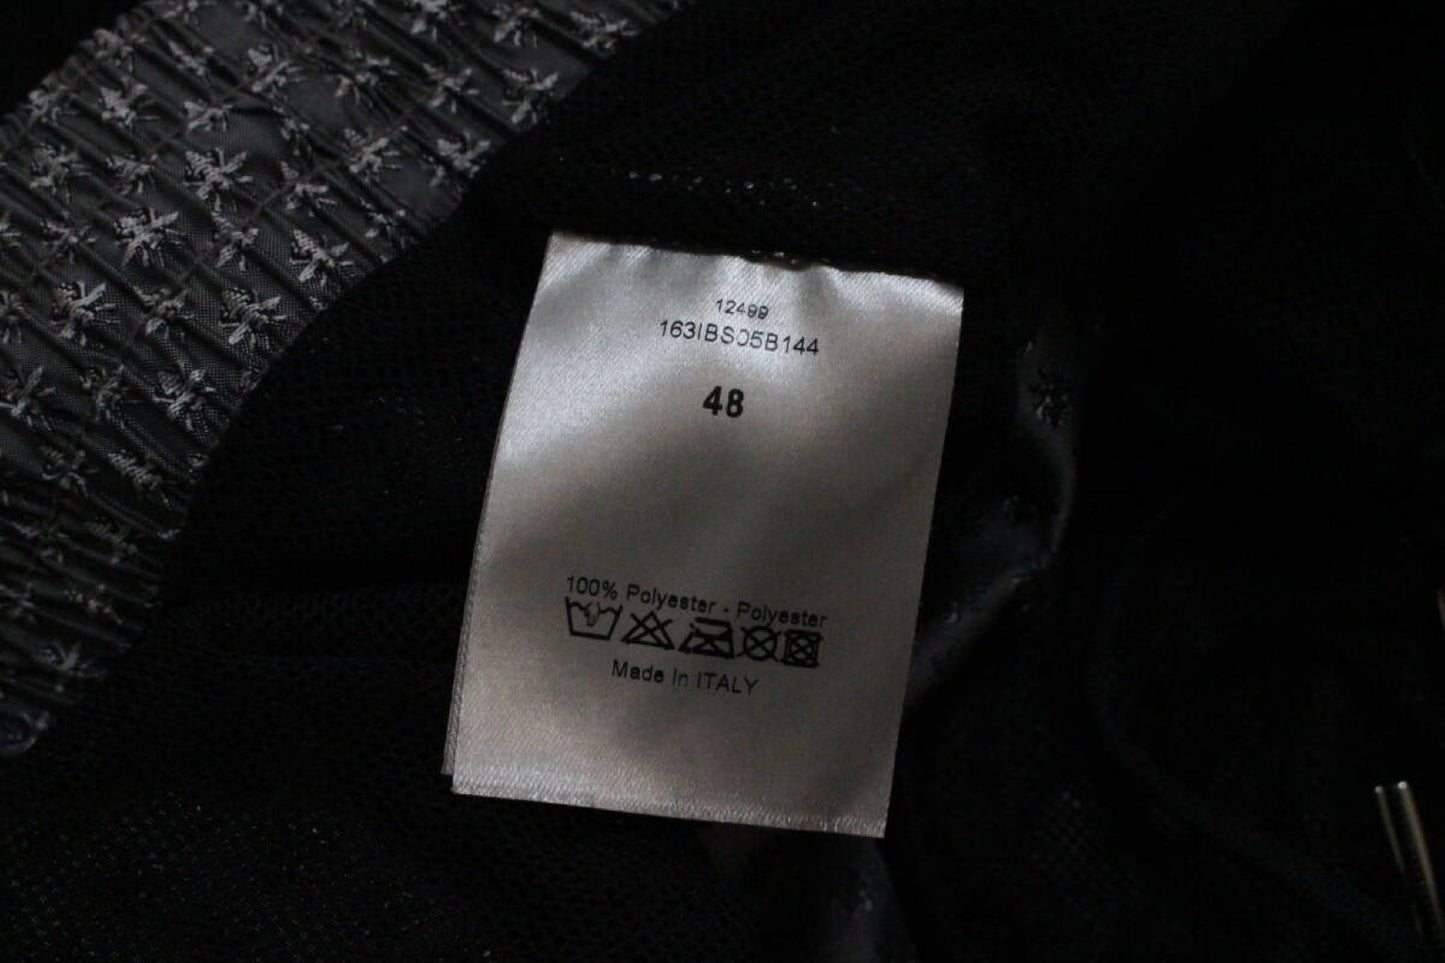 12499
163IBS05B144
48
100% Polyester - Polyester
Made In ITALY